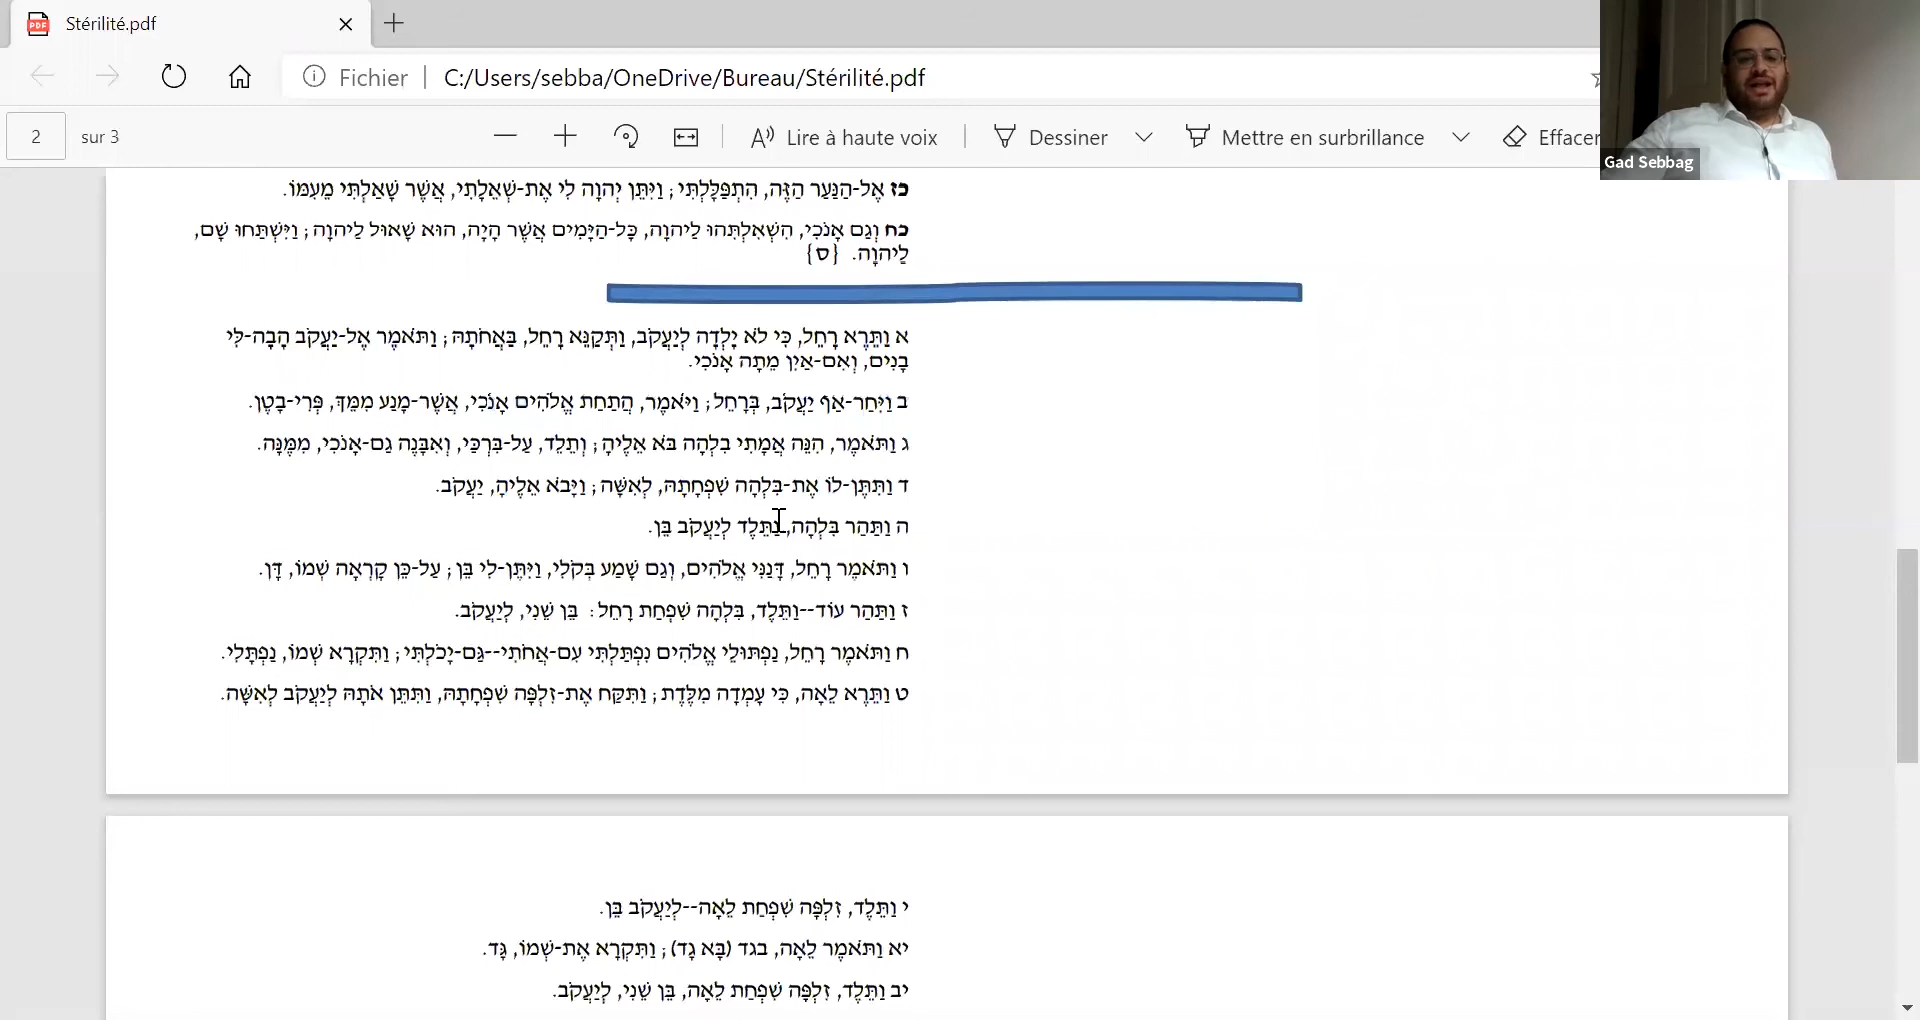 Stérilité.pdf
Fichier
C:/Users/sebba/OneDrive/Bureau/Stérilité.pdf
2 sur 3
Lire à haute voix
Dessiner
Mettre en surbrillance
Effacer
Gad Sebbag
כז אֶל-הַנַּעַר הַזֶּה, הִתְפַּלָּלְתִּי; וַיִּתֵּן יְהוָה לִי אֶת-שְׁאֵלָתִי, אֲשֶׁר שָׁאַלְתִּי מֵעִמּוֹ.
כח וְגַם אָנֹכִי, הִשְׁאִלְתִּהוּ לַיהוָה, כָּל-הַיָּמִים אֲשֶׁר הָיָה, הוּא שָׁאוּל לַיהוָה; וַיִּשְׁתַּחוּ שָׁם,
לַיהוָה. {ס}
א וַתֵּרֶא רָחֵל, כִּי לֹא יָלְדָה לְיַעֲקֹב, וַתְּקַנֵּא רָחֵל, בַּאֲחֹתָהּ; וַתֹּאמֶר אֶל-יַעֲקֹב הָבָה-לִּי
בָנִים, וְאִם-אַיִן מֵתָה אָנֹכִי.
ב וַיִּחַר-אַף יַעֲקֹב, בְּרָחֵל; וַיֹּאמֶר, הֲתַחַת אֱלֹהִים אָנֹכִי, אֲשֶׁר-מָנַע מִמֵּךְ, פְּרִי-בָטֶן.
ג וַתֹּאמֶר, הִנֵּה אֲמָתִי בִלְהָה בֹּא אֵלֶיהָ; וְתֵלֵד, עַל-בִּרְכַּי, וְאִבָּנֶה גַם-אָנֹכִי, מִמֶּנָּה.
ד וַתִּתֶּן-לוֹ אֶת-בִּלְהָה שִׁפְחָתָהּ, לְאִשָּׁה; וַיָּבֹא אֵלֶיהָ, יַעֲקֹב.
ה וַתַּהַר בִּלְהָה, וַתֵּלֶד לְיַעֲקֹב בֵּן.
ו וַתֹּאמֶר רָחֵל, דָּנַנִּי אֱלֹהִים, וְגַם שָׁמַע בְּקֹלִי, וַיִּתֶּן-לִי בֵּן; עַל-כֵּן קָרְאָה שְׁמוֹ, דָּן.
ז וַתַּהַר עוֹד--וַתֵּלֶד, בִּלְהָה שִׁפְחַת רָחֵל: בֵּן שֵׁנִי, לְיַעֲקֹב.
ח וַתֹּאמֶר רָחֵל, נַפְתּוּלֵי אֱלֹהִים נִפְתַּלְתִּי עִם-אֲחֹתִי--גַּם-יָכֹלְתִּי; וַתִּקְרָא שְׁמוֹ, נַפְתָּלִי.
ט וַתֵּרֶא לֵאָה, כִּי עָמְדָה מִלֶּדֶת; וַתִּקַּח אֶת-זִלְפָּה שִׁפְחָתָהּ, וַתִּתֵּן אֹתָהּ לְיַעֲקֹב לְאִשָּׁה.
י וַתֵּלֶד, זִלְפָּה שִׁפְחַת לֵאָה--לְיַעֲקֹב בֵּן.
יא וַתֹּאמֶר לֵאָה, בגד (בָּא גָד); וַתִּקְרָא אֶת-שְׁמוֹ, גָּד.
יב וַתֵּלֶד, זִלְפָּה שִׁפְחַת לֵאָה, בֵּן שֵׁנִי, לְיַעֲקֹב.